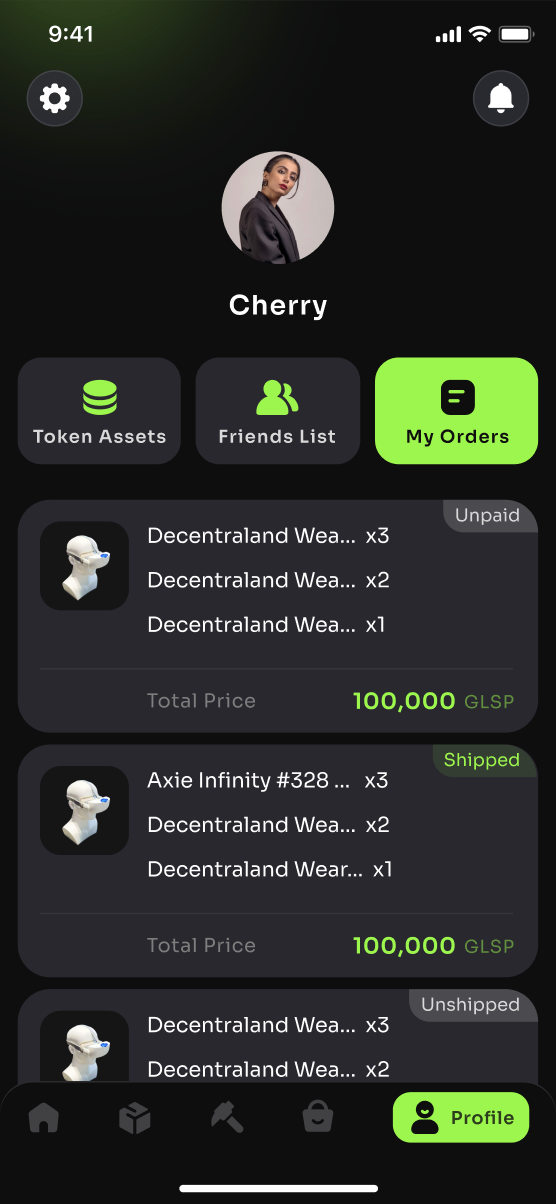 9:41
Cherry
Token Assets
Friends List
My Orders
Unpaid
Decentraland Wea... x3
Decentraland Wea... x2
Decentraland Wea... x1
Total Price 100,000 GLSP
Shipped
Axie Infinity #328 ... x3
Decentraland Wea... x2
Decentraland Wear... x1
Total Price 100,000 GLSP
Unshipped
Decentraland Wea... x3
Decentraland Wea... x2
Profile